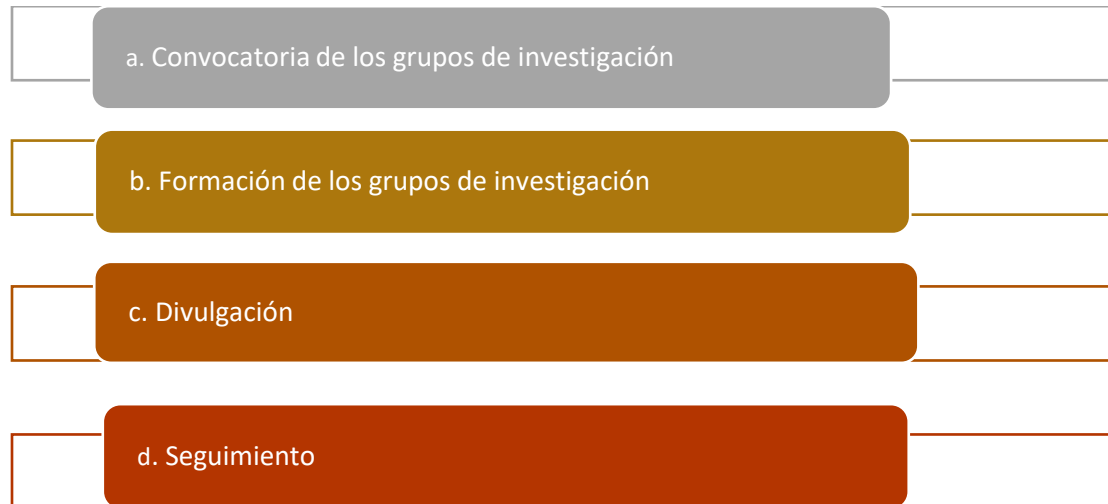 a. Convocatoria de los grupos de investigación
b. Formación de los grupos de investigación
c. Divulgación
d. Seguimiento